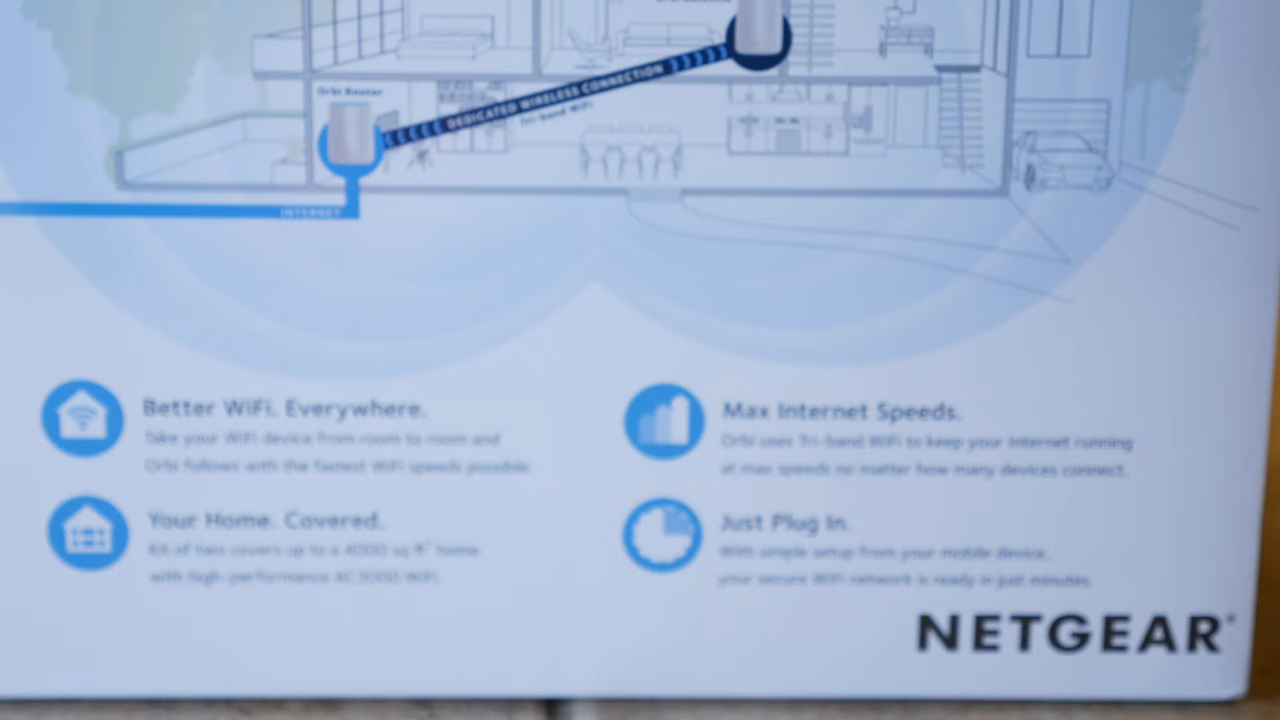 Orbi Router
DEDICATED WIRELESS CONNECTION
Tri-band WiFi
INTERNET
Better WiFi. Everywhere.
Take your WiFi device from room to room and
Orbi follows with the fastest WiFi speeds possible.
Max Internet Speeds.
Orbi uses Tri-band WiFi to keep your Internet running
at max speeds no matter how many devices connect.
Your Home. Covered.
Kit of two covers up to a 4000 sq ft* home
with high-performance AC3000 WiFi.
Just Plug In.
With simple setup from your mobile device,
your secure WiFi network is ready in just minutes.
NETGEAR®